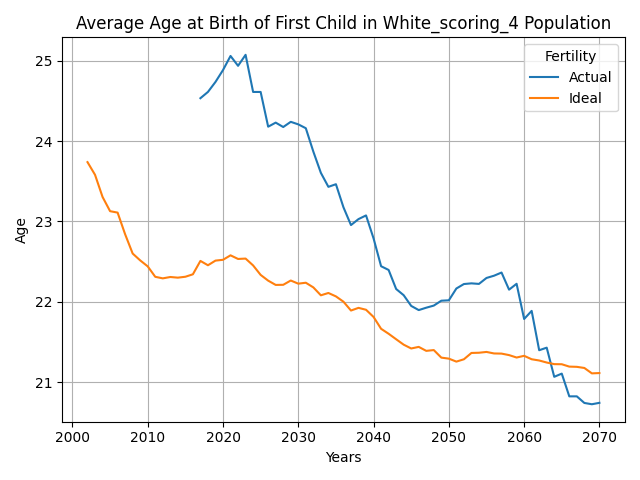 Average Age at Birth of First Child in White_scoring_4 Population
Fertility
Actual
Ideal
25
24
23
22
21
Age
2000 2010 2020 2030 2040 2050 2060 2070
Years